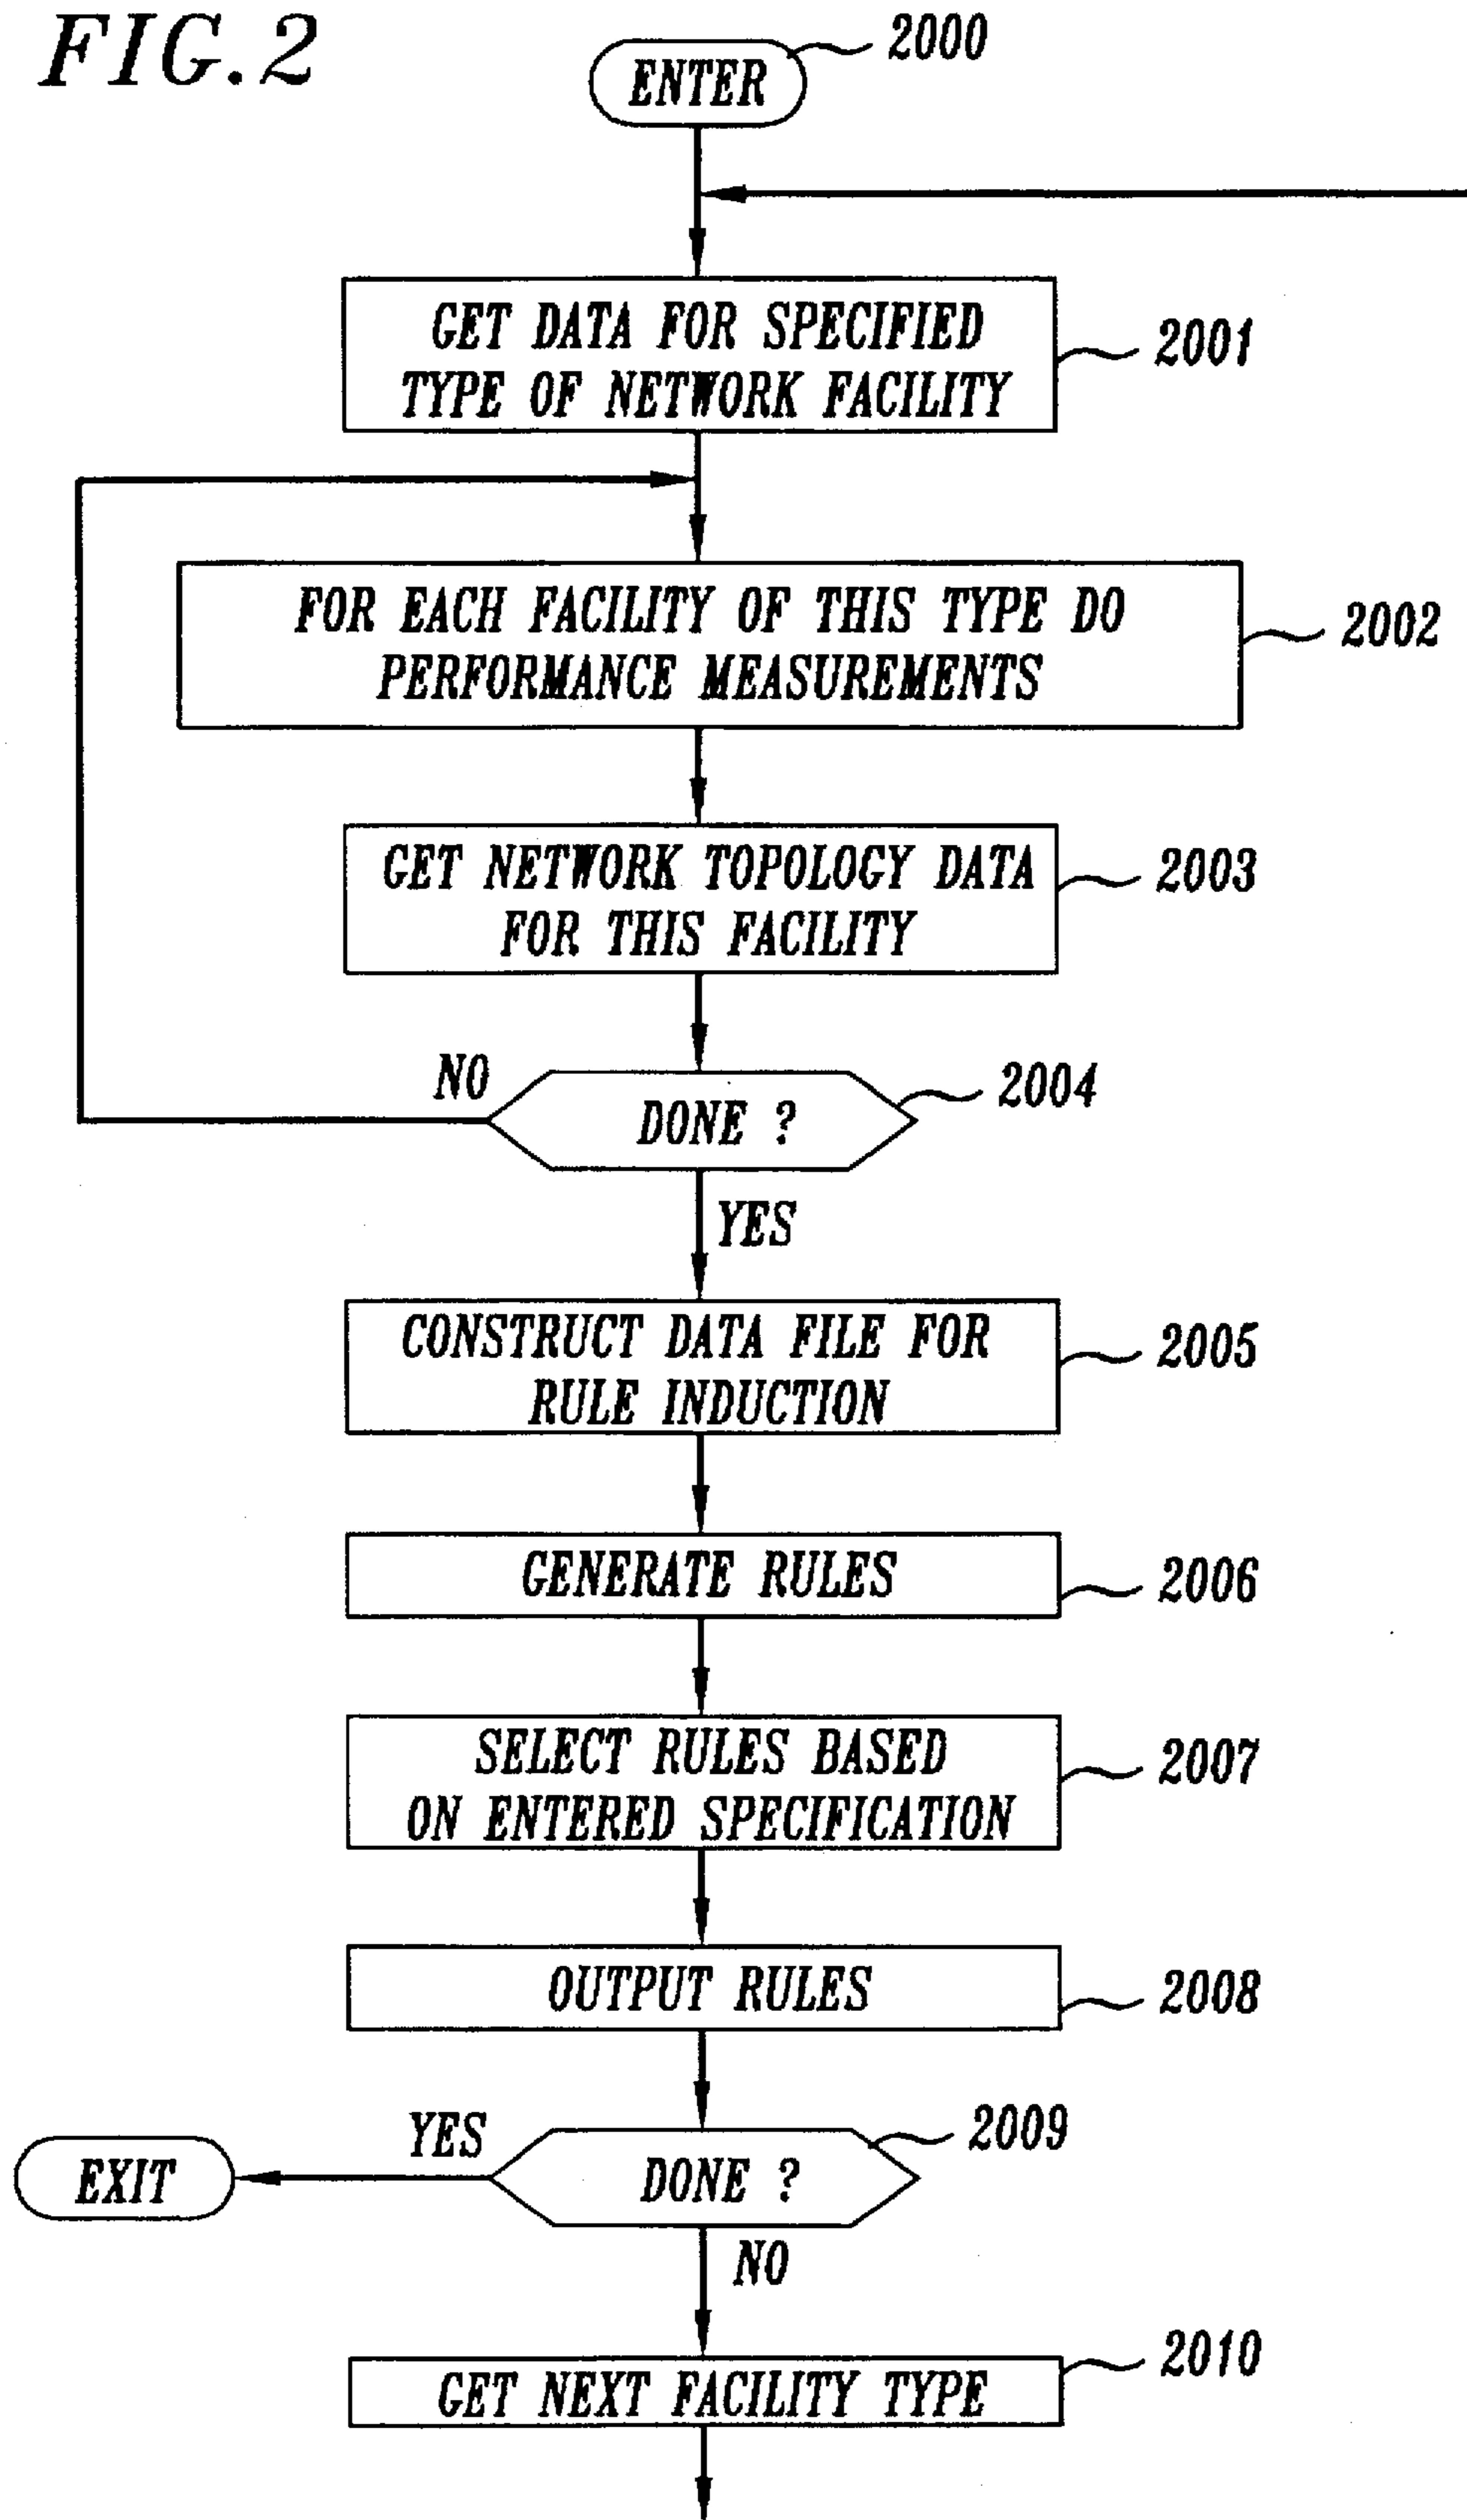 FIG.2
2000
ENTER
GET DATA FOR SPECIFIED
TYPE OF NETWORK FACILITY
2001
FOR EACH FACILITY OF THIS TYPE DO
PERFORMANCE MEASUREMENTS
2002
GET NETWORK TOPOLOGY DATA
FOR THIS FACILITY
2003
NO
DONE ?
2004
YES
CONSTRUCT DATA FILE FOR
RULE INDUCTION
2005
GENERATE RULES
2006
SELECT RULES BASED
ON ENTERED SPECIFICATION
2007
OUTPUT RULES
2008
YES
DONE ?
2009
EXIT
NO
GET NEXT FACILITY TYPE
2010